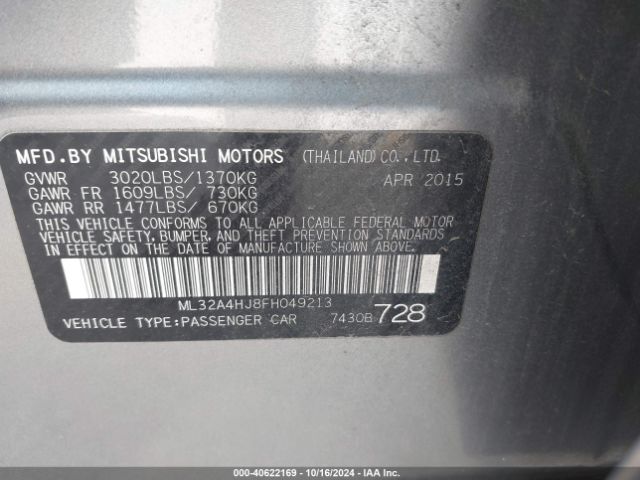 MFD.BY MITSUBISHI MOTORS (THAILAND)CO.,LTD.
GVWR 3020LBS/1370KG APR 2015
GAWR FR 1609LBS/ 730KG
GAWR RR 1477LBS/ 670KG
THIS VEHICLE CONFORMS TO ALL APPLICABLE FEDERAL MOTOR
VEHICLE SAFETY, BUMPER, AND THEFT PREVENTION STANDARDS
IN EFFECT ON THE DATE OF MANUFACTURE SHOWN ABOVE.
ML32A4HJ8FH049213
VEHICLE TYPE:PASSENGER CAR 7430B 728
000-40622169 - 10/16/2024 - IAA Inc.